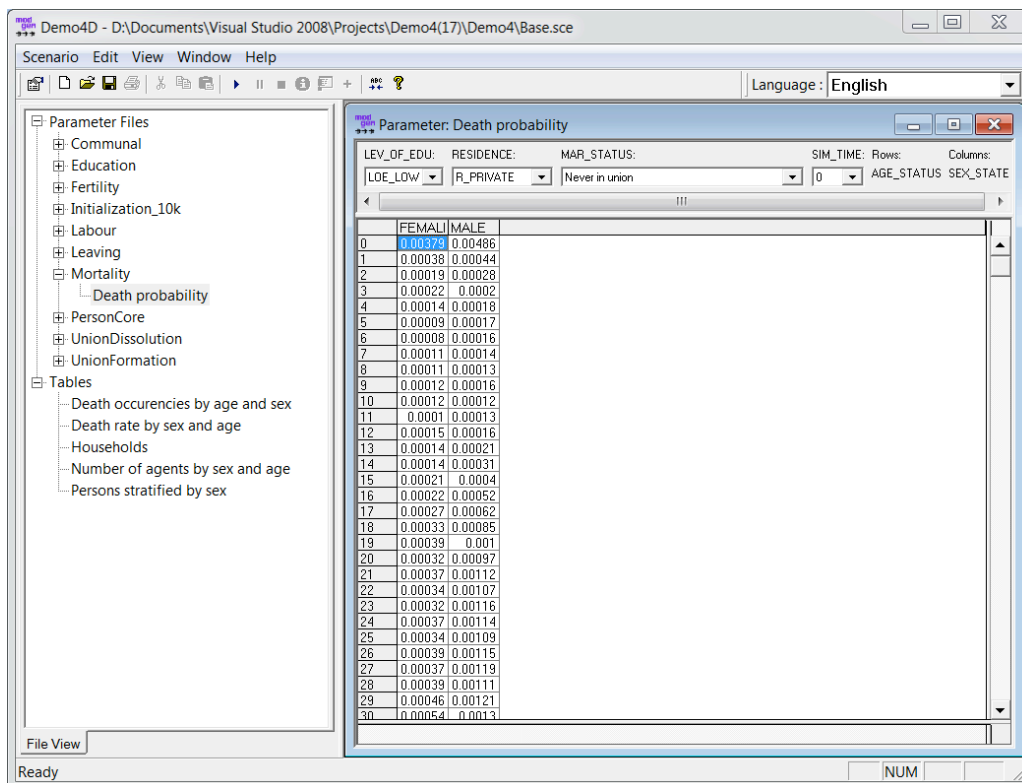 mod gen Demo4D - D:\Documents\Visual Studio 2008\Projects\Demo4(17)\Demo4\Base.sce
Scenario Edit View Window Help
ABC ?
Language : English
Parameter Files
Communal
Education
Fertility
Initialization_10k
Labour
Leaving
Mortality
Death probability
PersonCore
UnionDissolution
UnionFormation
Tables
Death occurencies by age and sex
Death rate by sex and age
Households
Number of agents by sex and age
Persons stratified by sex
File View
mod gen Parameter: Death probability
LEV_OF_EDU: RESIDENCE: MAR_STATUS: SIM_TIME: Rows: Columns:
LOE_LOW R_PRIVATE Never in union 0 AGE_STATUS SEX_STATE
FEMALI MALE
0 0.00379 0.00486
1 0.00038 0.00044
2 0.00019 0.00028
3 0.00022 0.0002
4 0.00014 0.00018
5 0.00009 0.00017
6 0.00008 0.00016
7 0.00011 0.00014
8 0.00011 0.00013
9 0.00012 0.00016
10 0.00012 0.00012
11 0.0001 0.00013
12 0.00015 0.00016
13 0.00014 0.00021
14 0.00014 0.00031
15 0.00021 0.0004
16 0.00022 0.00052
17 0.00027 0.00062
18 0.00033 0.00085
19 0.00039 0.001
20 0.00032 0.00097
21 0.00037 0.00112
22 0.00034 0.00107
23 0.00032 0.00116
24 0.00037 0.00114
25 0.00034 0.00109
26 0.00039 0.00115
27 0.00037 0.00119
28 0.00039 0.00111
29 0.00046 0.00121
30 0.00054 0.0013
Ready NUM